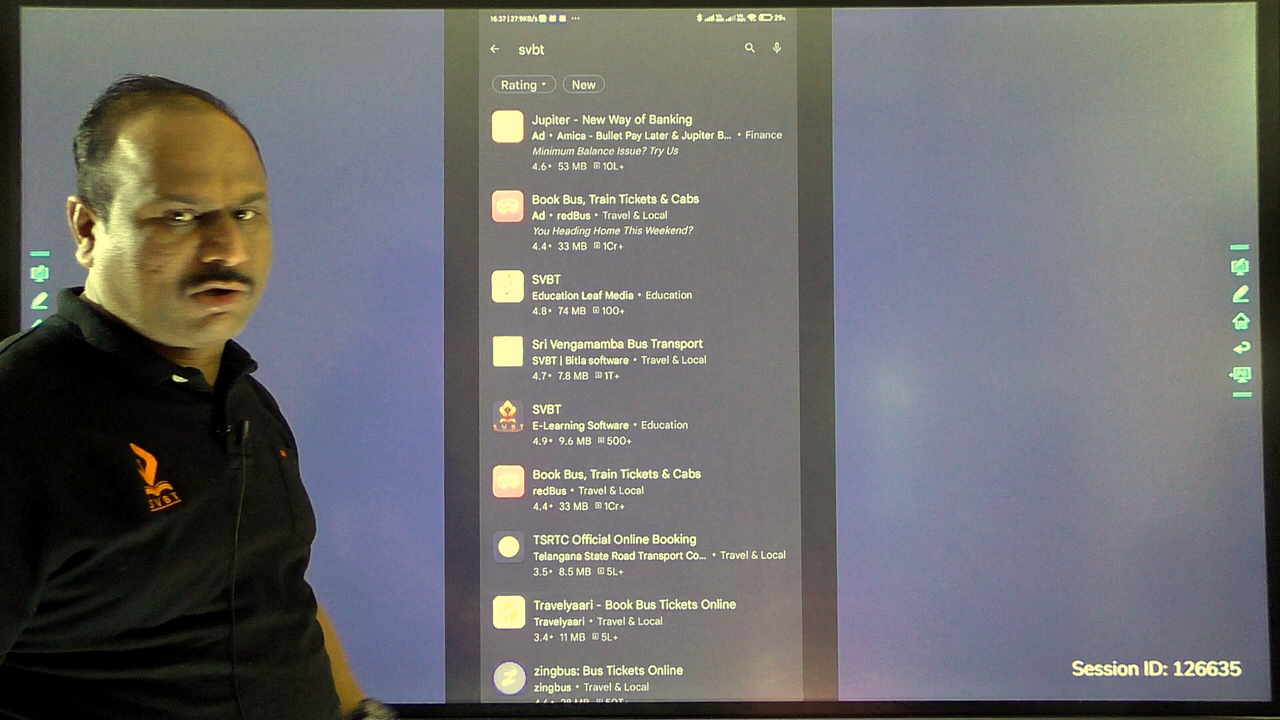 16:37 | 27.9KB/s
29%
svbt
Rating
New
Jupiter - New Way of Banking
Ad • Amica - Bullet Pay Later & Jupiter B... • Finance
Minimum Balance Issue? Try Us
4.6★ 53 MB 10L+
Book Bus, Train Tickets & Cabs
Ad • redBus • Travel & Local
You Heading Home This Weekend?
4.4★ 33 MB 1Cr+
SVBT
Education Leaf Media • Education
4.8★ 74 MB 100+
Sri Vengamamba Bus Transport
SVBT | Bitla software • Travel & Local
4.7★ 7.8 MB 1T+
SVBT
E-Learning Software • Education
4.9★ 9.6 MB 500+
Book Bus, Train Tickets & Cabs
redBus • Travel & Local
4.4★ 33 MB 1Cr+
TSRTC Official Online Booking
Telangana State Road Transport Co... • Travel & Local
3.5★ 8.5 MB 5L+
Travelyaari - Book Bus Tickets Online
Travelyaari • Travel & Local
3.4★ 11 MB 5L+
zingbus: Bus Tickets Online
zingbus • Travel & Local
SVBT
Session ID: 126635